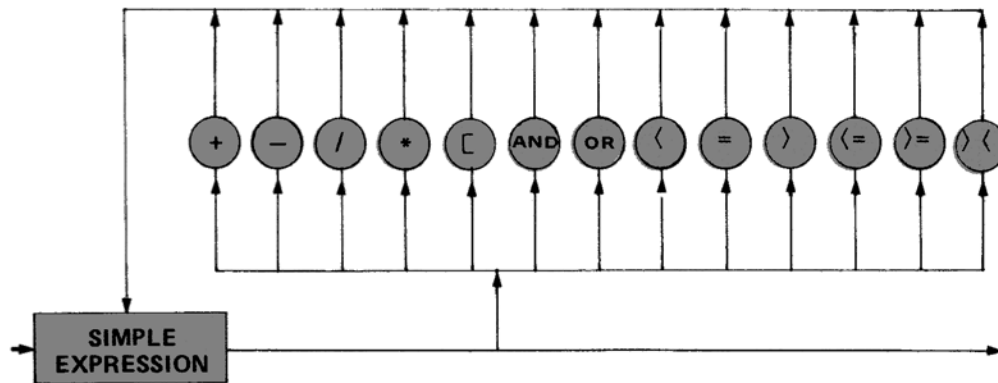 + − / * [ AND OR < = > <= >= ><
SIMPLE
EXPRESSION